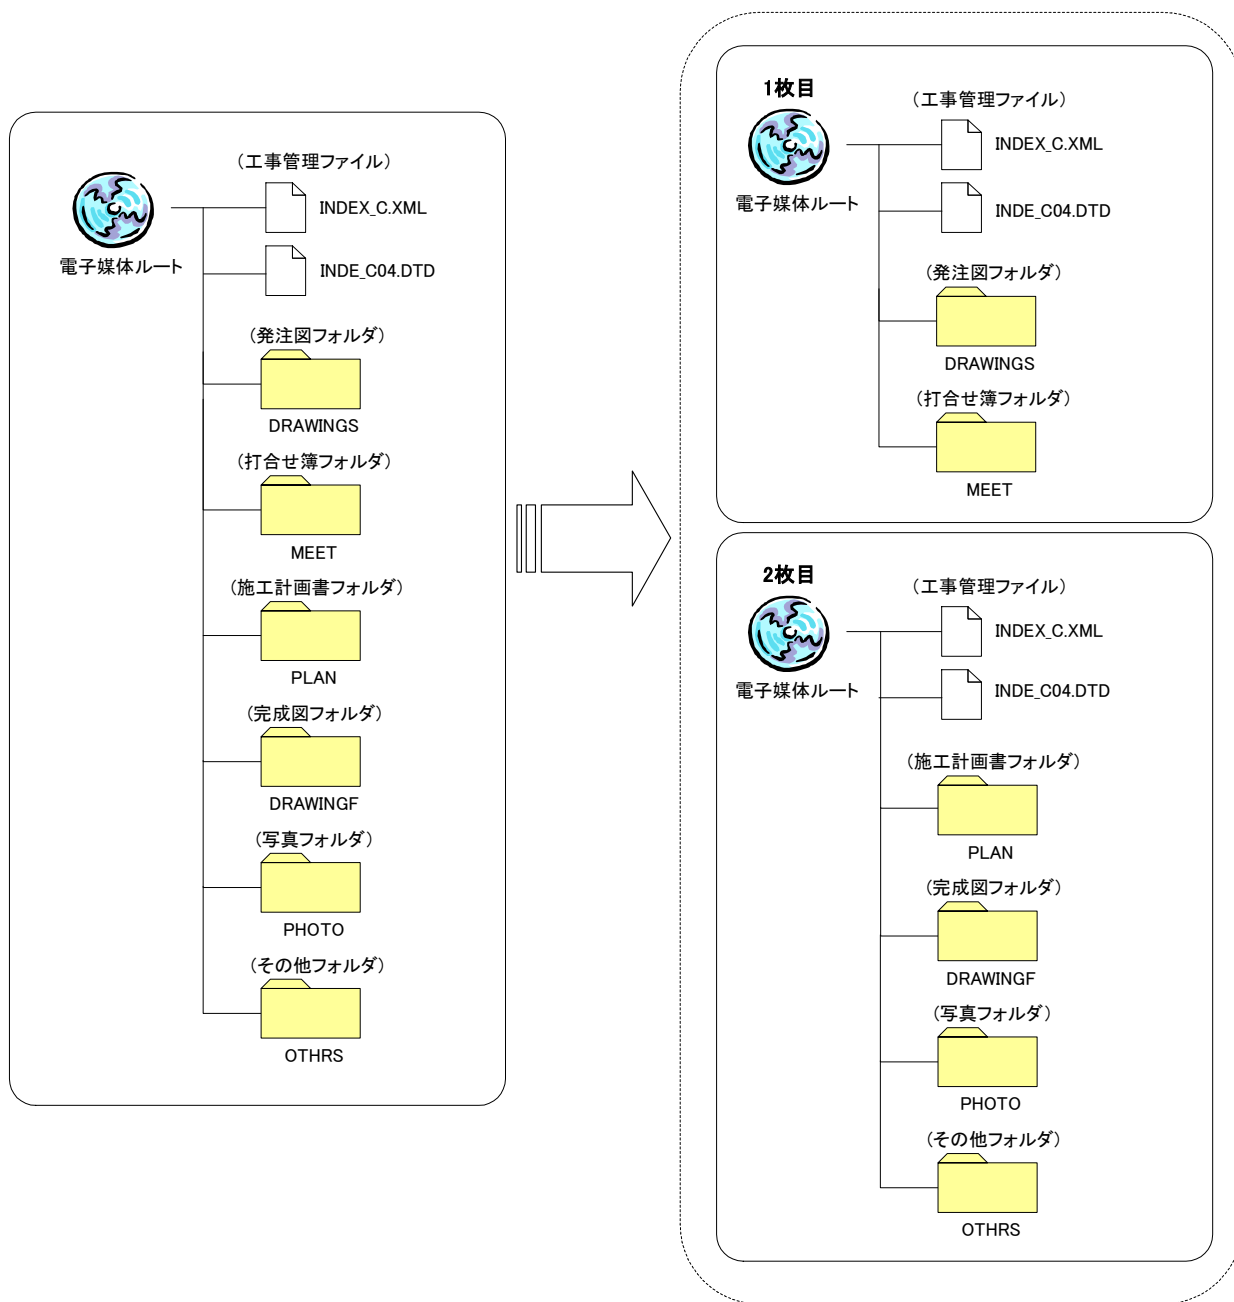 (工事管理ファイル)
INDEX_C.XML
電子媒体ルート
INDE_C04.DTD
(発注図フォルダ)
DRAWINGS
(打合せ簿フォルダ)
MEET
(施工計画書フォルダ)
PLAN
(完成図フォルダ)
DRAWINGF
(写真フォルダ)
PHOTO
(その他フォルダ)
OTHRS
1枚目
(工事管理ファイル)
INDEX_C.XML
電子媒体ルート
INDE_C04.DTD
(発注図フォルダ)
DRAWINGS
(打合せ簿フォルダ)
MEET
2枚目
(工事管理ファイル)
INDEX_C.XML
電子媒体ルート
INDE_C04.DTD
(施工計画書フォルダ)
PLAN
(完成図フォルダ)
DRAWINGF
(写真フォルダ)
PHOTO
(その他フォルダ)
OTHRS